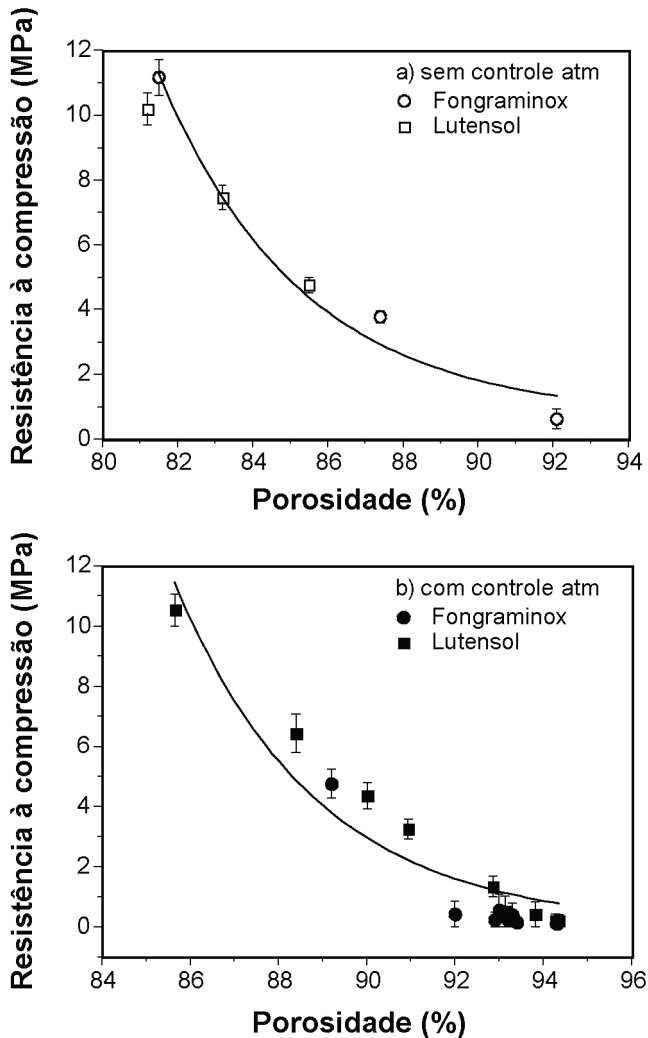 Resistência à compressão (MPa)
12
10
8
6
4
2
0
a) sem controle atm
Fongraminox
Lutensol
80 82 84 86 88 90 92 94
Porosidade (%)
Resistência à compressão (MPa)
12
10
8
6
4
2
0
b) com controle atm
Fongraminox
Lutensol
84 86 88 90 92 94 96
Porosidade (%)